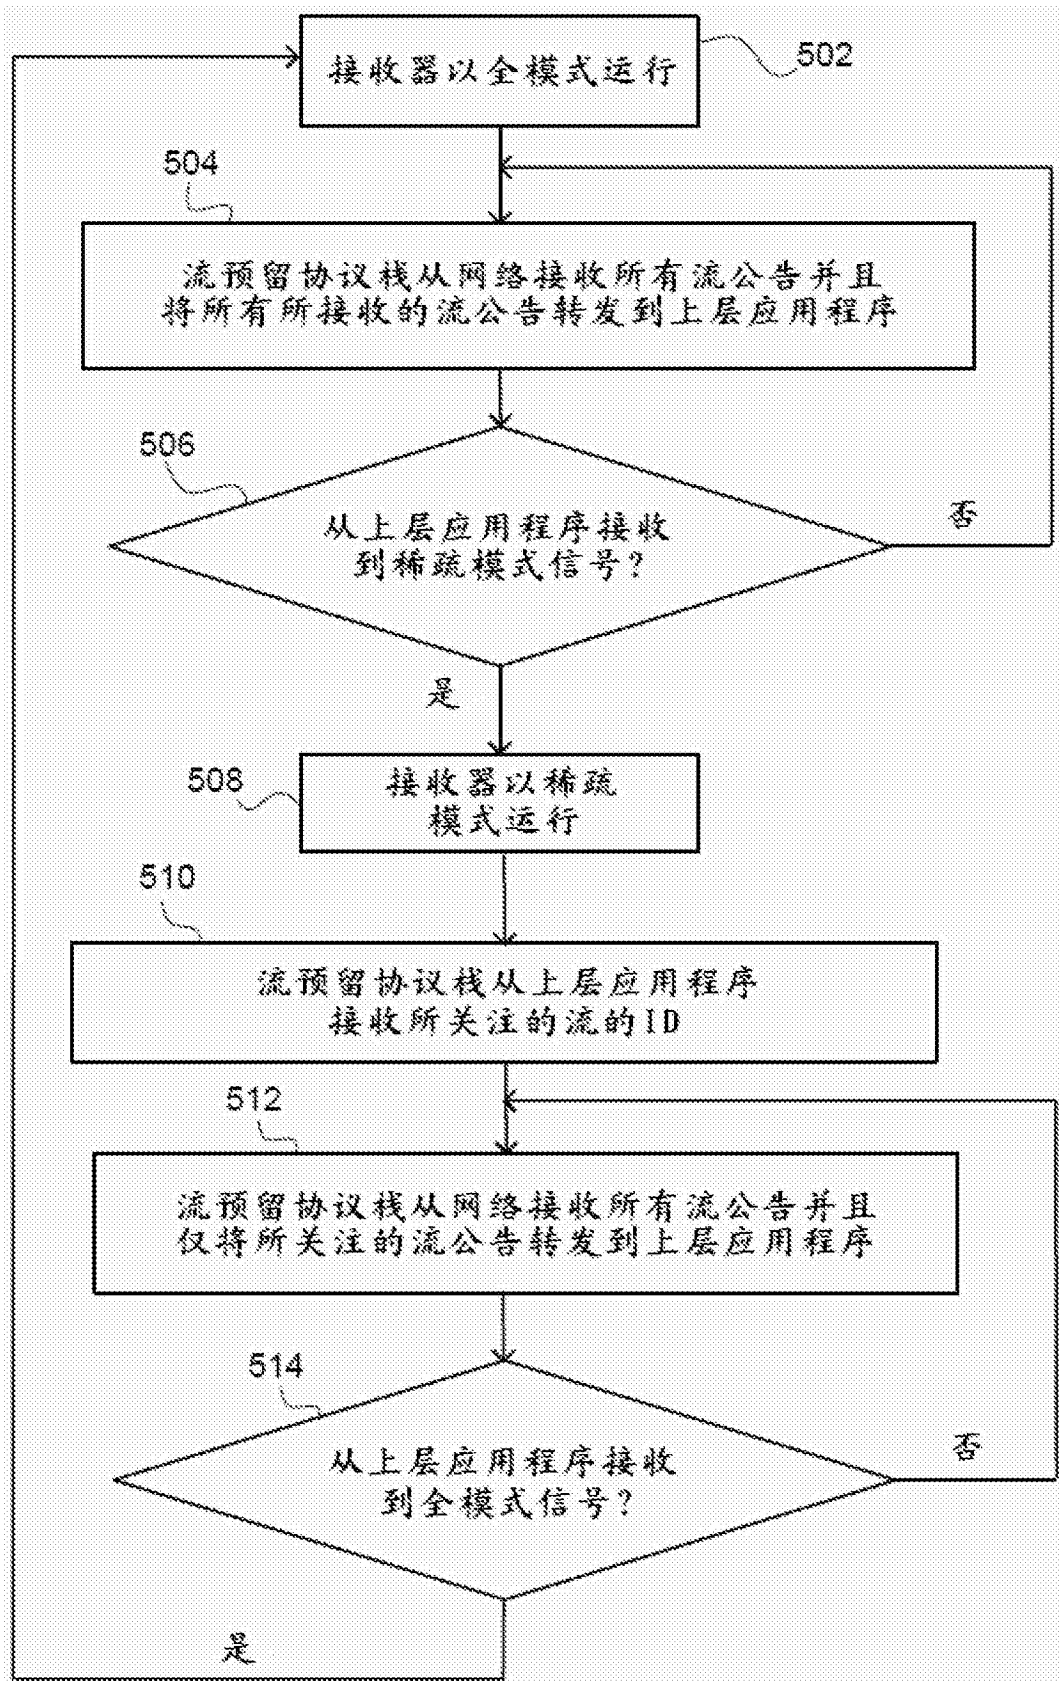 接收器以全模式运行
502
504
流预留协议栈从网络接收所有流公告并且
将所有所接收的流公告转发到上层应用程序
506
从上层应用程序接收
到稀疏模式信号?
否
是
508
接收器以稀疏
模式运行
510
流预留协议栈从上层应用程序
接收所关注的流的ID
512
流预留协议栈从网络接收所有流公告并且
仅将所关注的流公告转发到上层应用程序
514
从上层应用程序接收
到全模式信号?
否
是